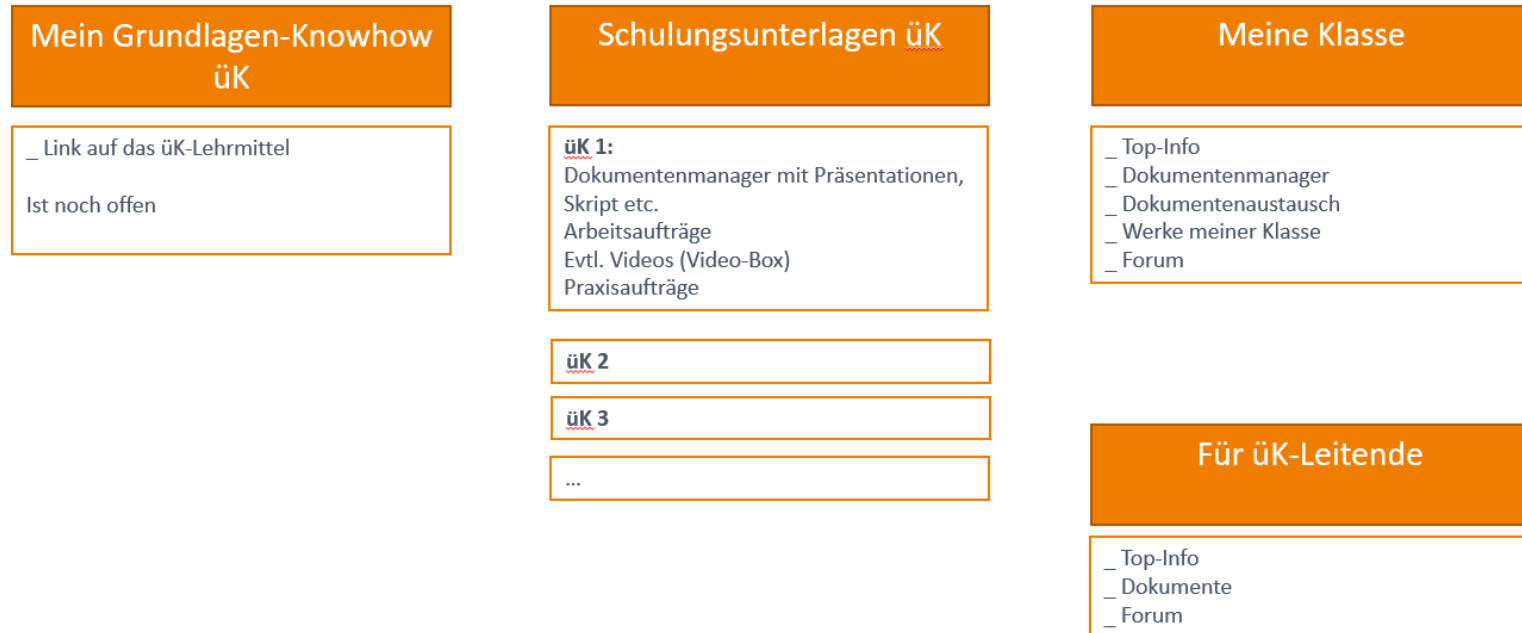 Mein Grundlagen-Knowhow
üK
_ Link auf das üK-Lehrmittel
Ist noch offen
Schulungsunterlagen üK
üK 1:
Dokumentenmanager mit Präsentationen,
Skript etc.
Arbeitsaufträge
Evtl. Videos (Video-Box)
Praxisaufträge
üK 2
üK 3
...
Meine Klasse
_ Top-Info
_ Dokumentenmanager
_ Dokumentenaustausch
_ Werke meiner Klasse
_ Forum
Für üK-Leitende
_ Top-Info
_ Dokumente
_ Forum